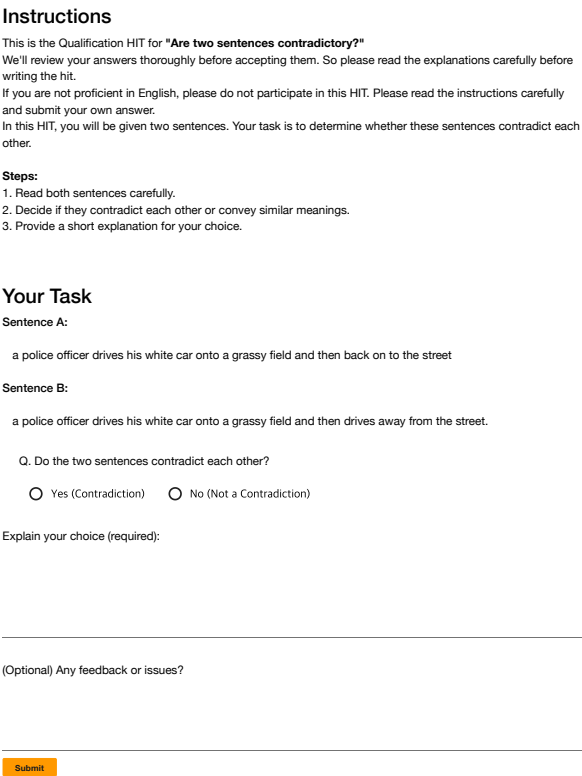 Instructions
This is the Qualification HIT for "Are two sentences contradictory?"
We'll review your answers thoroughly before accepting them. So please read the explanations carefully before
writing the hit.
If you are not proficient in English, please do not participate in this HIT. Please read the instructions carefully
and submit your own answer.
In this HIT, you will be given two sentences. Your task is to determine whether these sentences contradict each
other.
Steps:
1. Read both sentences carefully.
2. Decide if they contradict each other or convey similar meanings.
3. Provide a short explanation for your choice.
Your Task
Sentence A:
a police officer drives his white car onto a grassy field and then back on to the street
Sentence B:
a police officer drives his white car onto a grassy field and then drives away from the street.
Q. Do the two sentences contradict each other?
Yes (Contradiction) No (Not a Contradiction)
Explain your choice (required):
(Optional) Any feedback or issues?
Submit